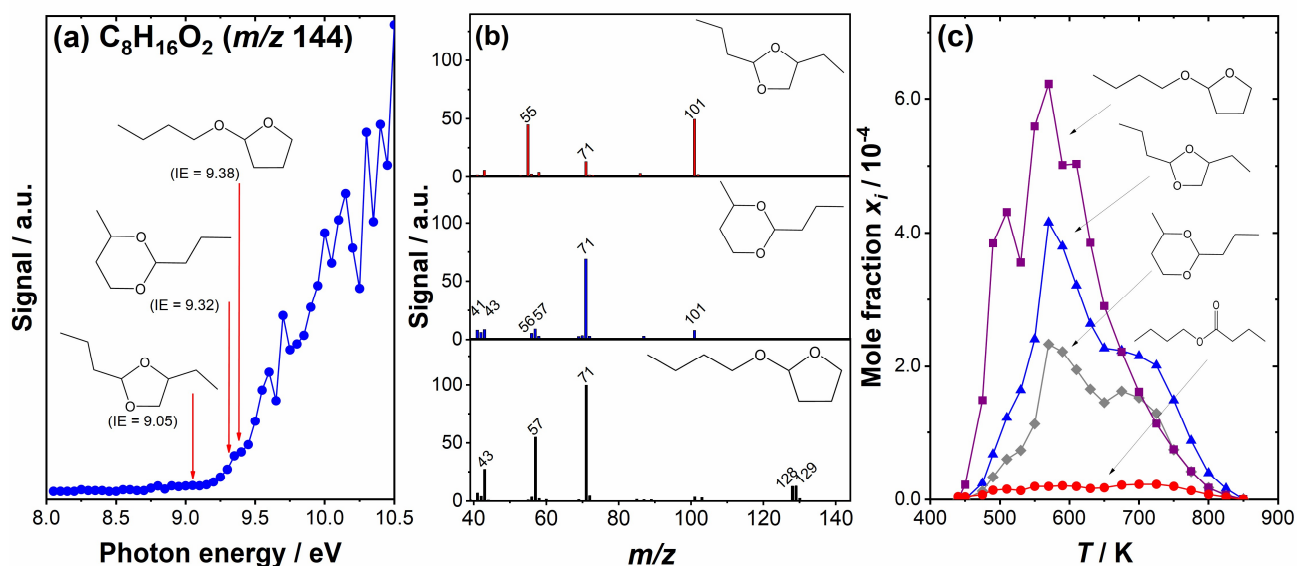 (a) C₈H₁₆O₂ (m/z 144)
Signal / a.u.
O
O
(IE = 9.38)
O
O
(IE = 9.32)
O
O
(IE = 9.05)
8.0 8.5 9.0 9.5 10.0 10.5
Photon energy / eV
(b)
Signal / a.u.
100
50
0
O
O
55
71
101
100
50
0
O
O
41
43
56
57
71
101
100
50
0
O
O
43
57
71
128
129
40 60 80 100 120 140
m/z
(c)
Mole fraction xᵢ / 10⁻⁴
6.0
4.0
2.0
0.0
O
O
O
O
O
O
O
O
400 500 600 700 800 900
T / K